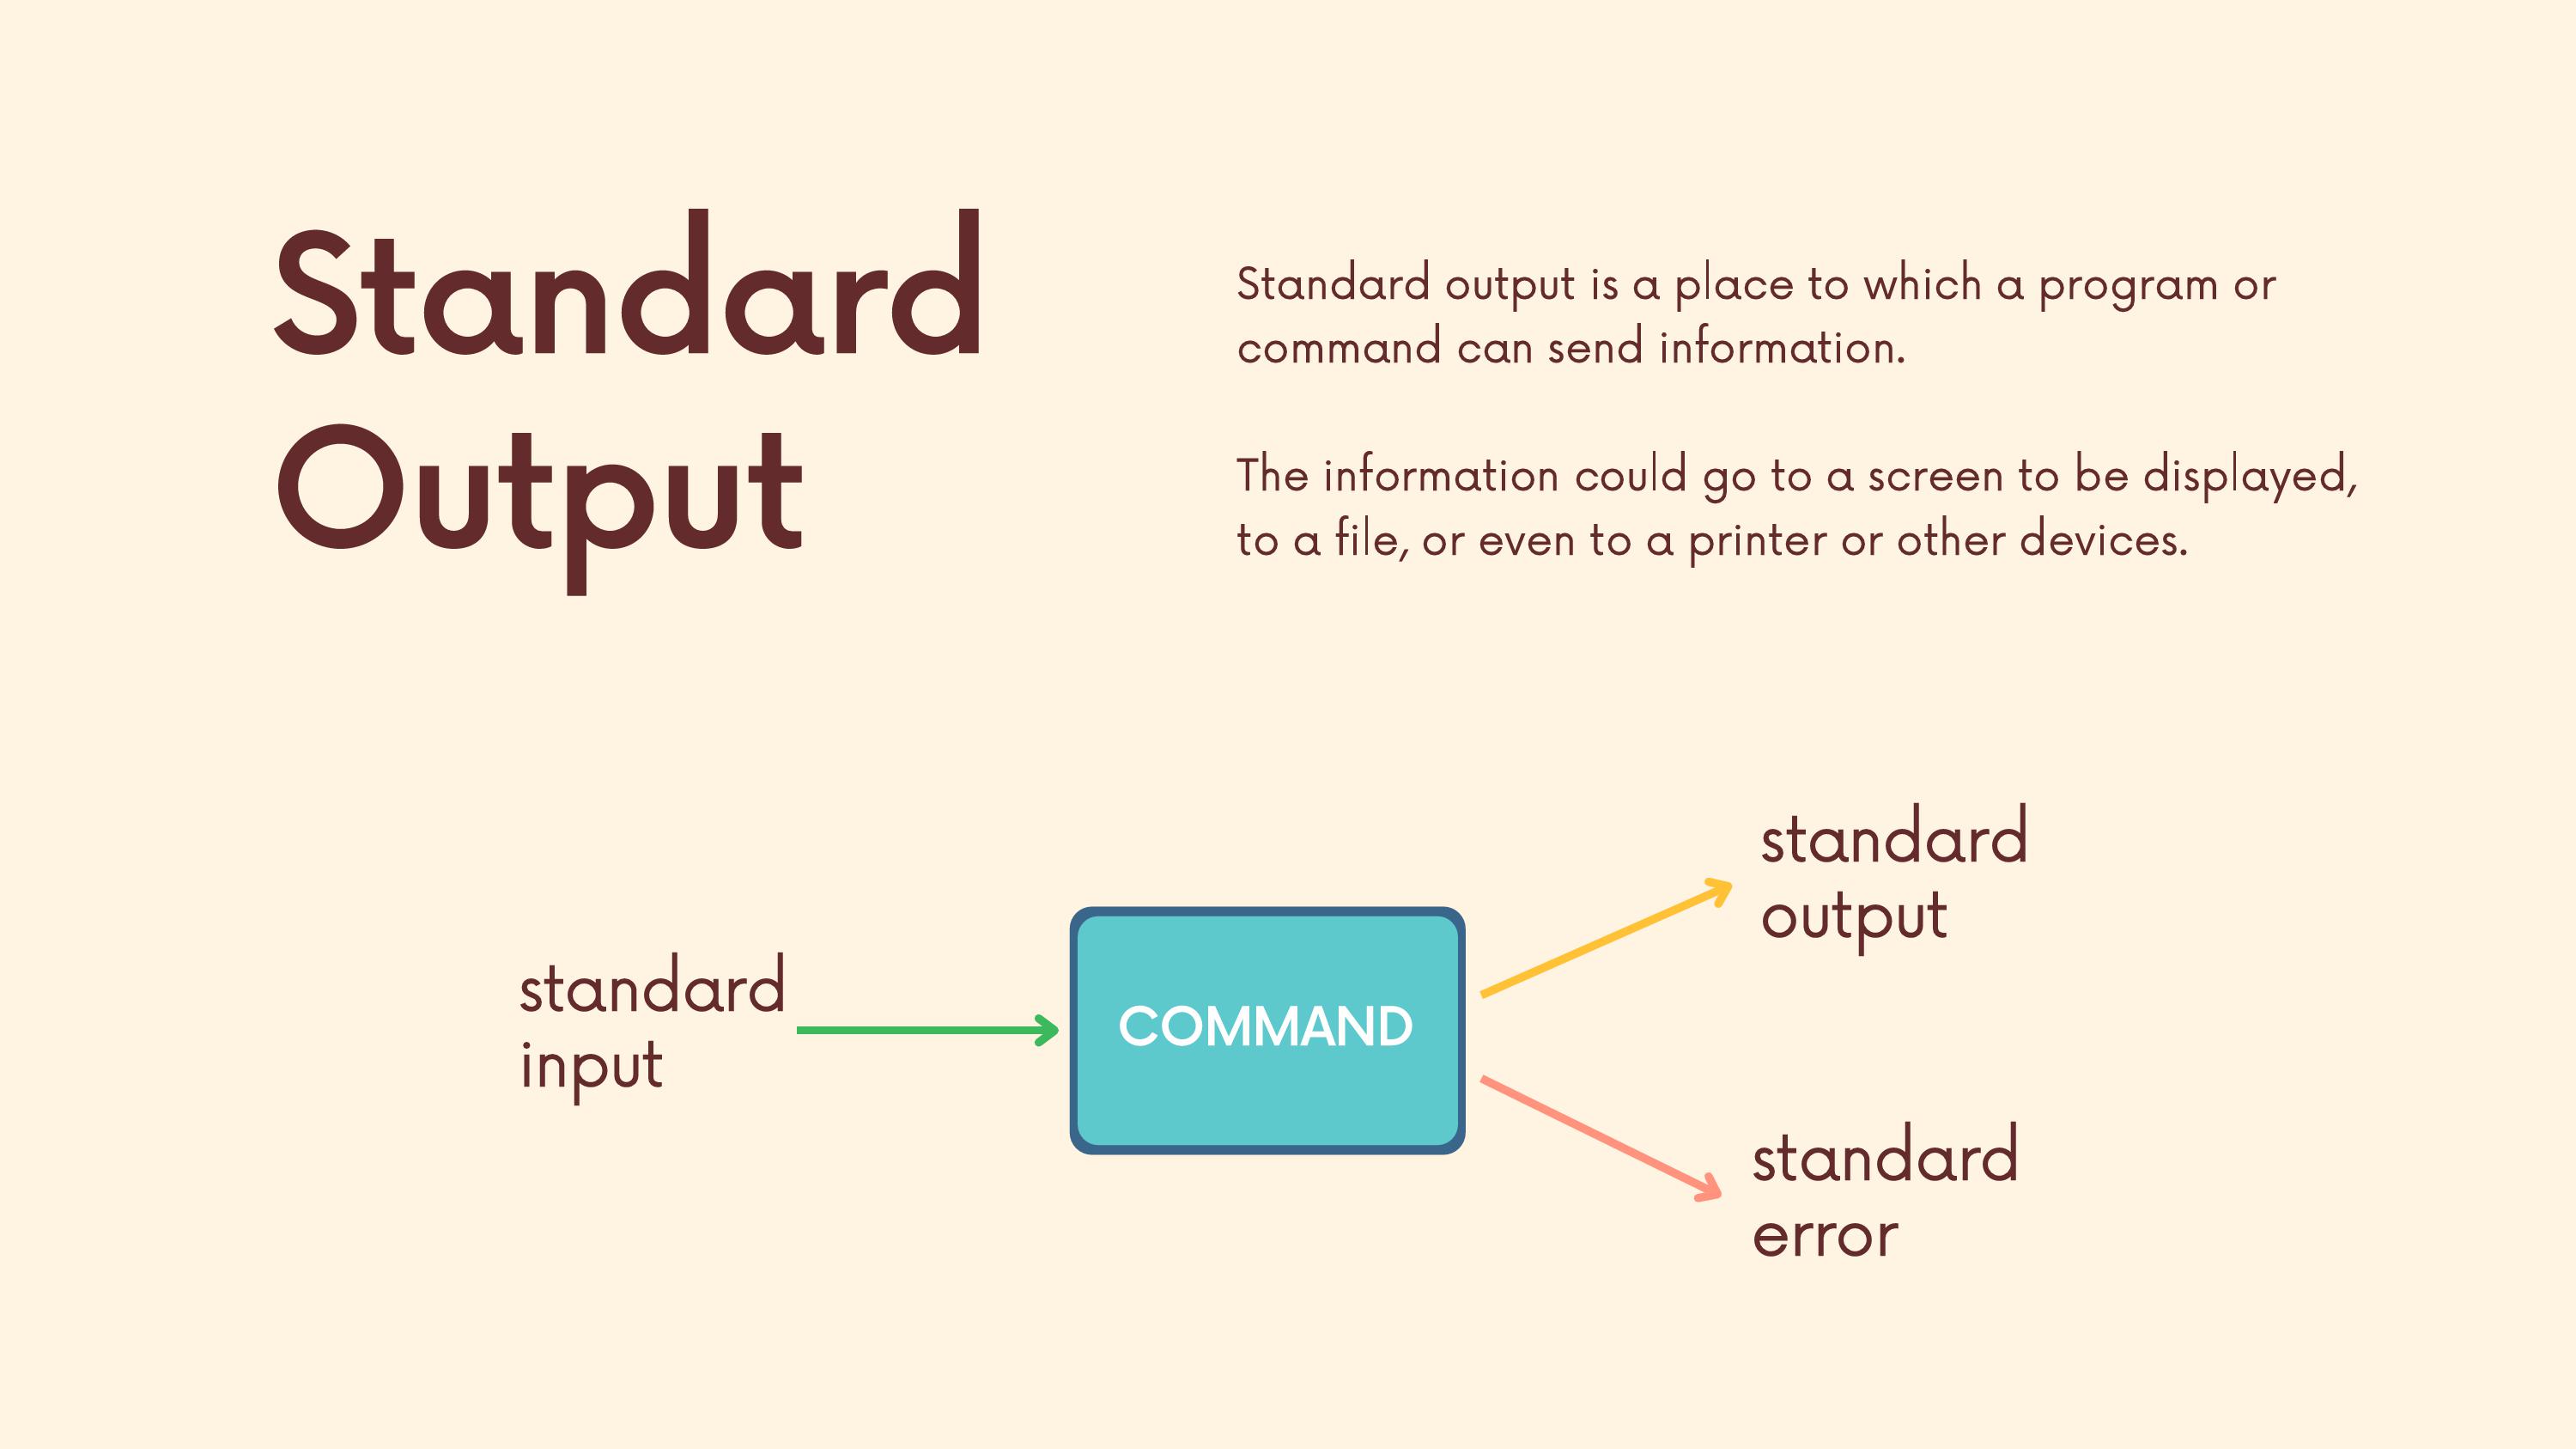 Standard
Output
Standard output is a place to which a program or
command can send information.
The information could go to a screen to be displayed,
to a file, or even to a printer or other devices.
standard
input
COMMAND
standard
output
standard
error